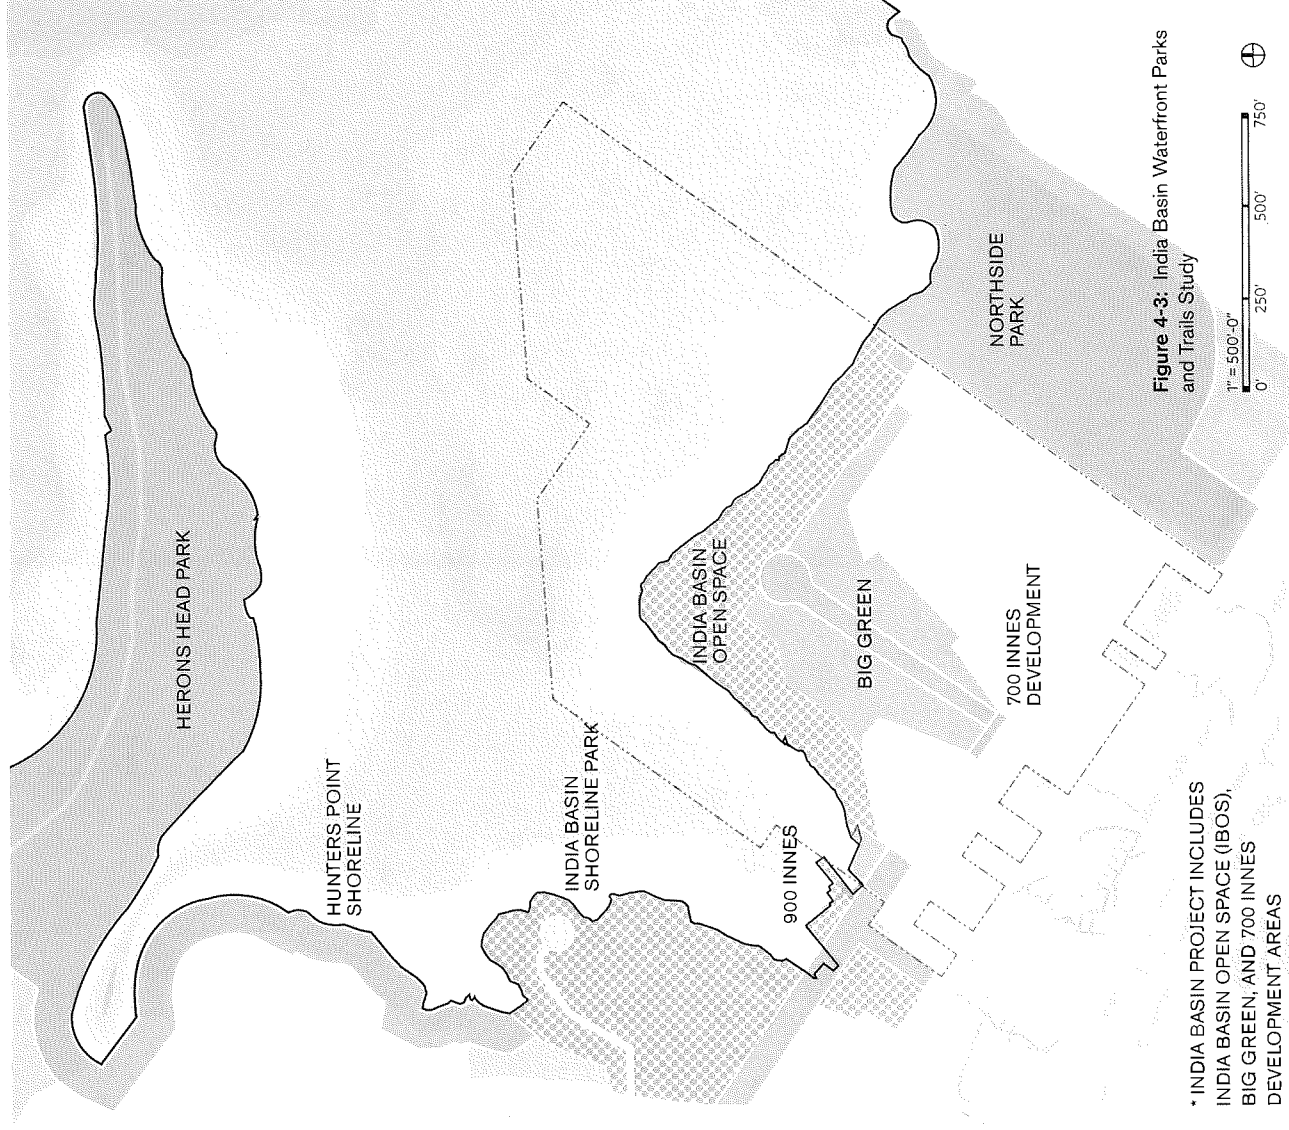 HERONS HEAD PARK
HUNTERS POINT
SHORELINE
INDIA BASIN
SHORELINE PARK
900 INNES
INDIA BASIN
OPEN SPACE
BIG GREEN
700 INNES
DEVELOPMENT
NORTHSIDE
PARK
* INDIA BASIN PROJECT INCLUDES
INDIA BASIN OPEN SPACE (IBOS),
BIG GREEN, AND 700 INNES
DEVELOPMENT AREAS
Figure 4-3: India Basin Waterfront Parks
and Trails Study
1" = 500'-0"
0' 250' 500' 750'